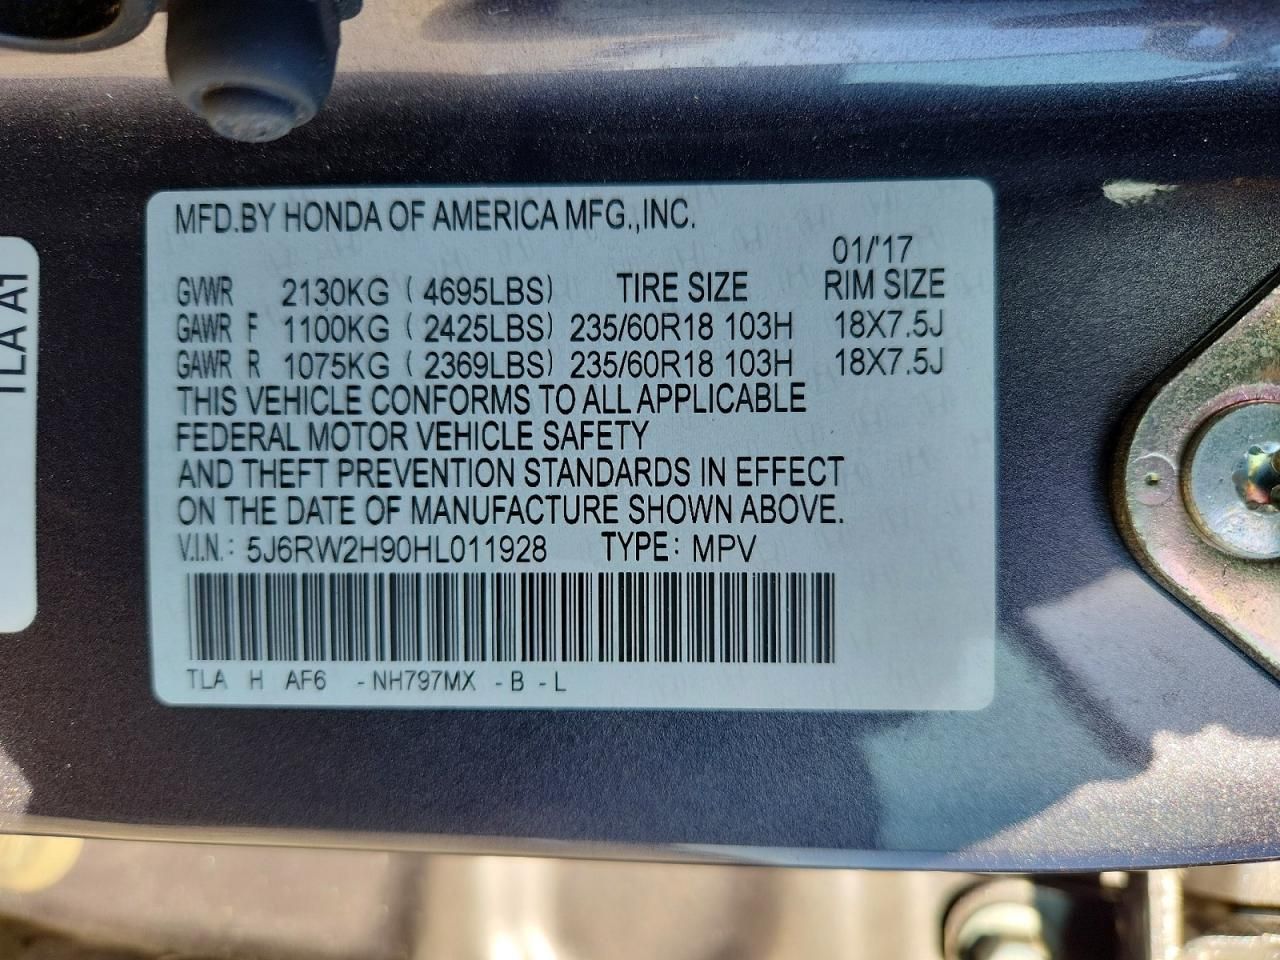 MFD.BY HONDA OF AMERICA MFG.,INC.
01/'17
GVWR 2130KG ( 4695LBS) TIRE SIZE RIM SIZE
GAWR F 1100KG ( 2425LBS) 235/60R18 103H 18X7.5J
GAWR R 1075KG ( 2369LBS) 235/60R18 103H 18X7.5J
THIS VEHICLE CONFORMS TO ALL APPLICABLE
FEDERAL MOTOR VEHICLE SAFETY
AND THEFT PREVENTION STANDARDS IN EFFECT
ON THE DATE OF MANUFACTURE SHOWN ABOVE.
V.I.N.: 5J6RW2H90HL011928 TYPE: MPV
TLA H AF6 -NH797MX -B -L
TLA A1